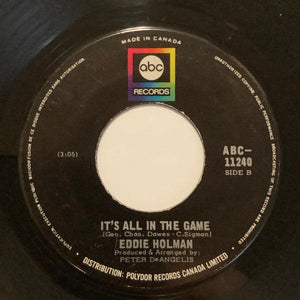 MADE IN CANADA
abc
RECORDS
ABC-
11240
SIDE B
(3:05)
IT'S ALL IN THE GAME
(Gen. Chas. Dawes - C. Sigman)
EDDIE HOLMAN
Produced & Arranged by
PETER DeANGELIS
DISTRIBUTION: POLYDOR RECORDS CANADA LIMITED